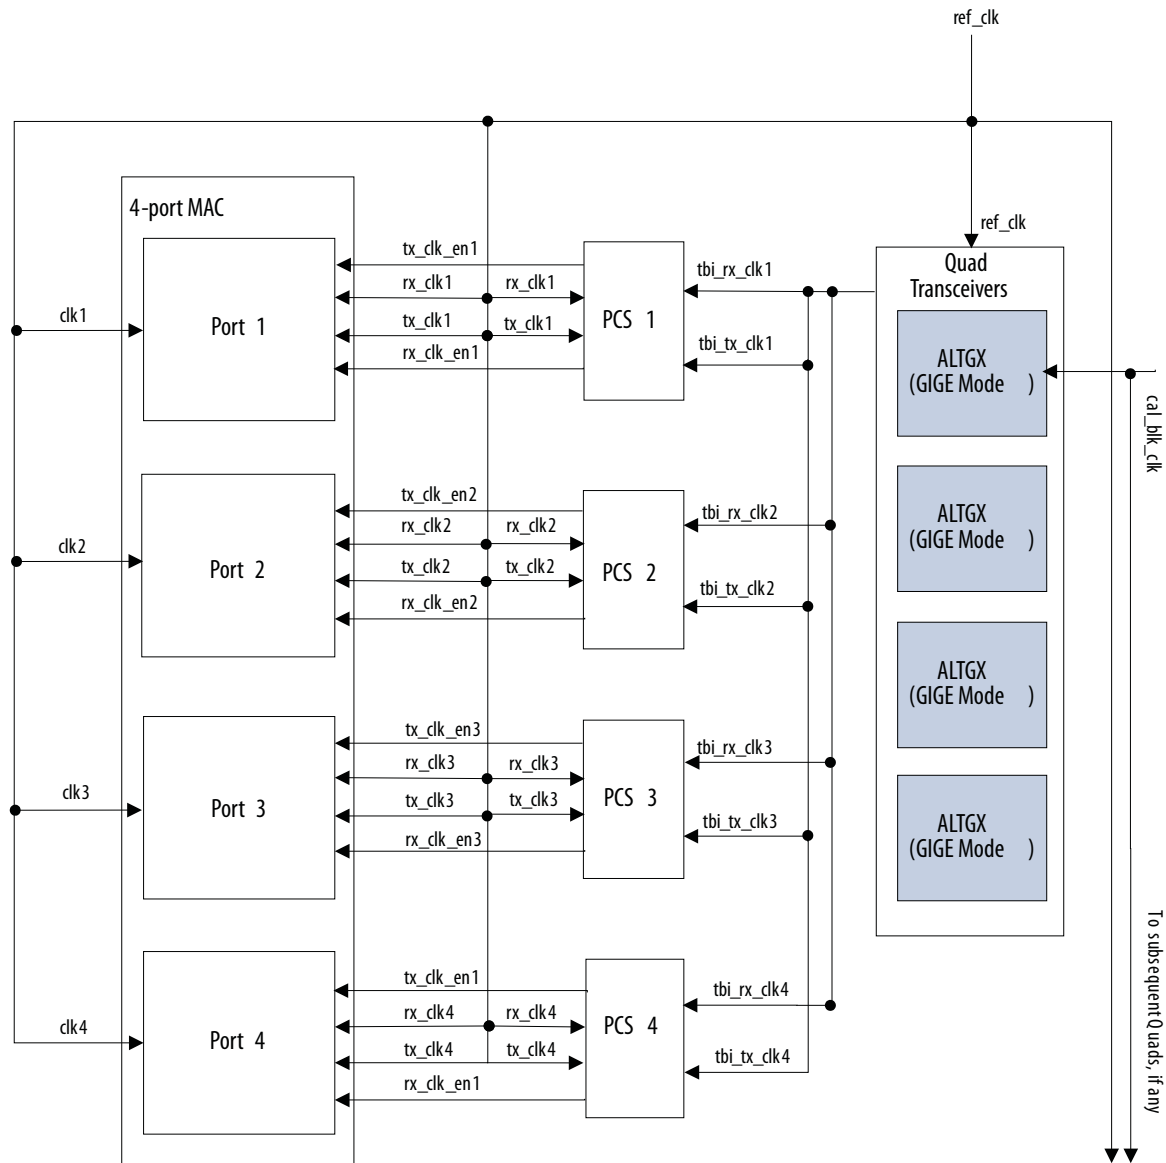 ref_clk
ref_clk
4-port MAC
Quad
Transceivers
tx_clk_en1
rx_clk1
rx_clk1
tbi_rx_clk1
clk1
Port 1
tx_clk1
tx_clk1
PCS 1
rx_clk_en1
tbi_tx_clk1
ALTGX
(GIGE Mode )
cal_blk_clk
tx_clk_en2
rx_clk2
rx_clk2
tbi_rx_clk2
clk2
Port 2
tx_clk2
tx_clk2
PCS 2
rx_clk_en2
tbi_tx_clk2
ALTGX
(GIGE Mode )
ALTGX
(GIGE Mode )
tx_clk_en3
rx_clk3
rx_clk3
tbi_rx_clk3
clk3
Port 3
tx_clk3
tx_clk3
PCS 3
rx_clk_en3
tbi_tx_clk3
ALTGX
(GIGE Mode )
tx_clk_en1
rx_clk4
rx_clk4
tbi_rx_clk4
clk4
Port 4
tx_clk4
tx_clk4
PCS 4
rx_clk_en1
tbi_tx_clk4
To subsequent Quads, if any